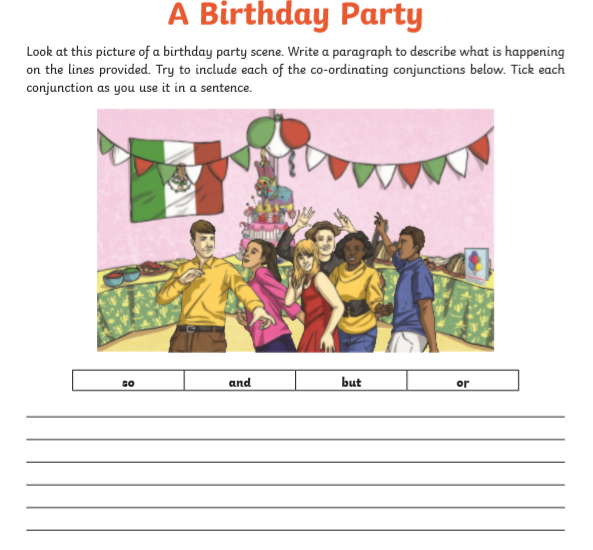 A Birthday Party
Look at this picture of a birthday party scene. Write a paragraph to describe what is happening
on the lines provided. Try to include each of the co-ordinating conjunctions below. Tick each
conjunction as you use it in a sentence.
so and but or